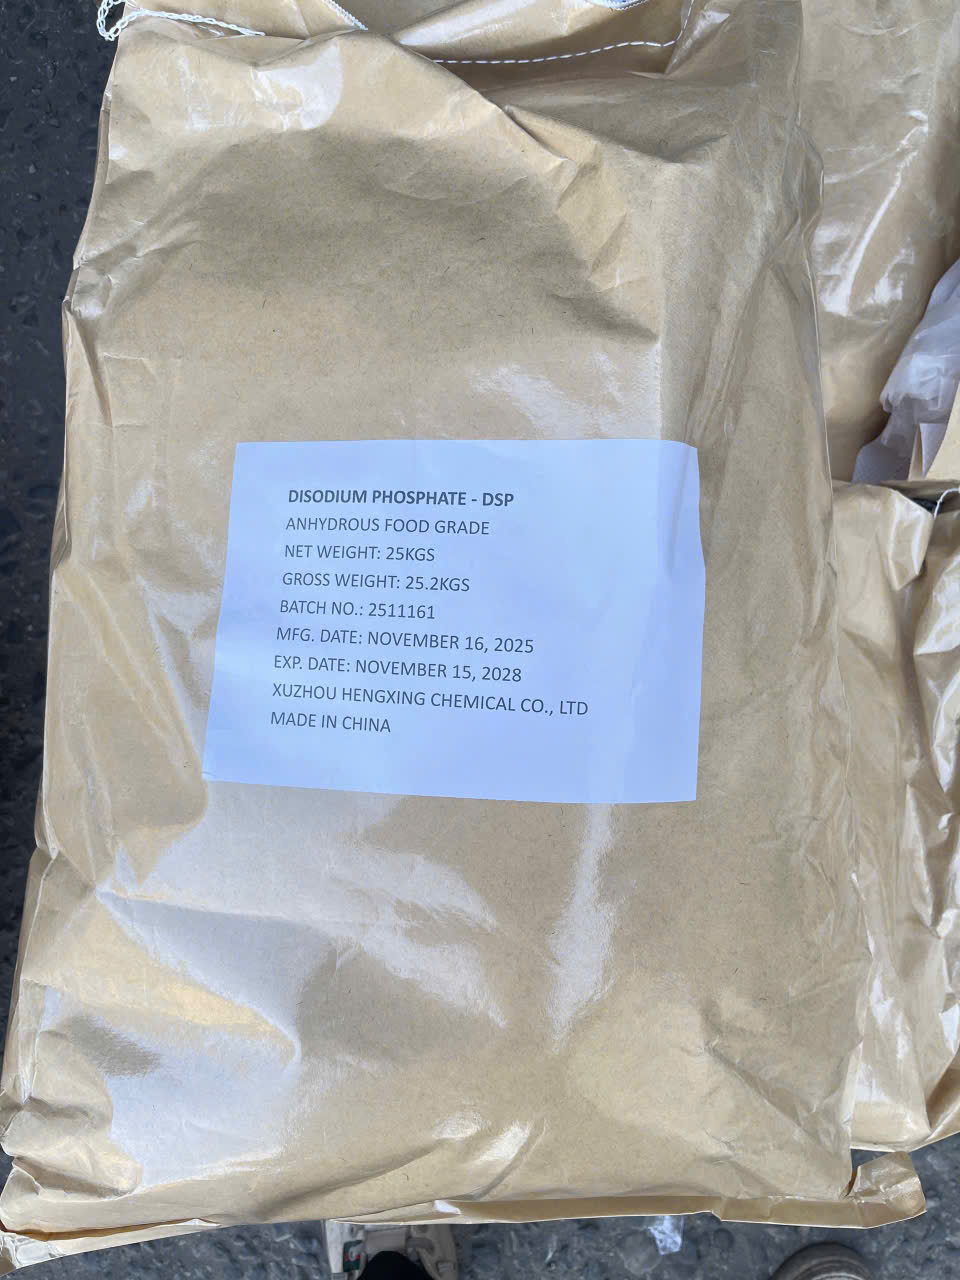 DISODIUM PHOSPHATE - DSP
ANHYDROUS FOOD GRADE
NET WEIGHT: 25KGS
GROSS WEIGHT: 25.2KGS
BATCH NO.: 2511161
MFG. DATE: NOVEMBER 16, 2025
EXP. DATE: NOVEMBER 15, 2028
XUZHOU HENGXING CHEMICAL CO., LTD
MADE IN CHINA